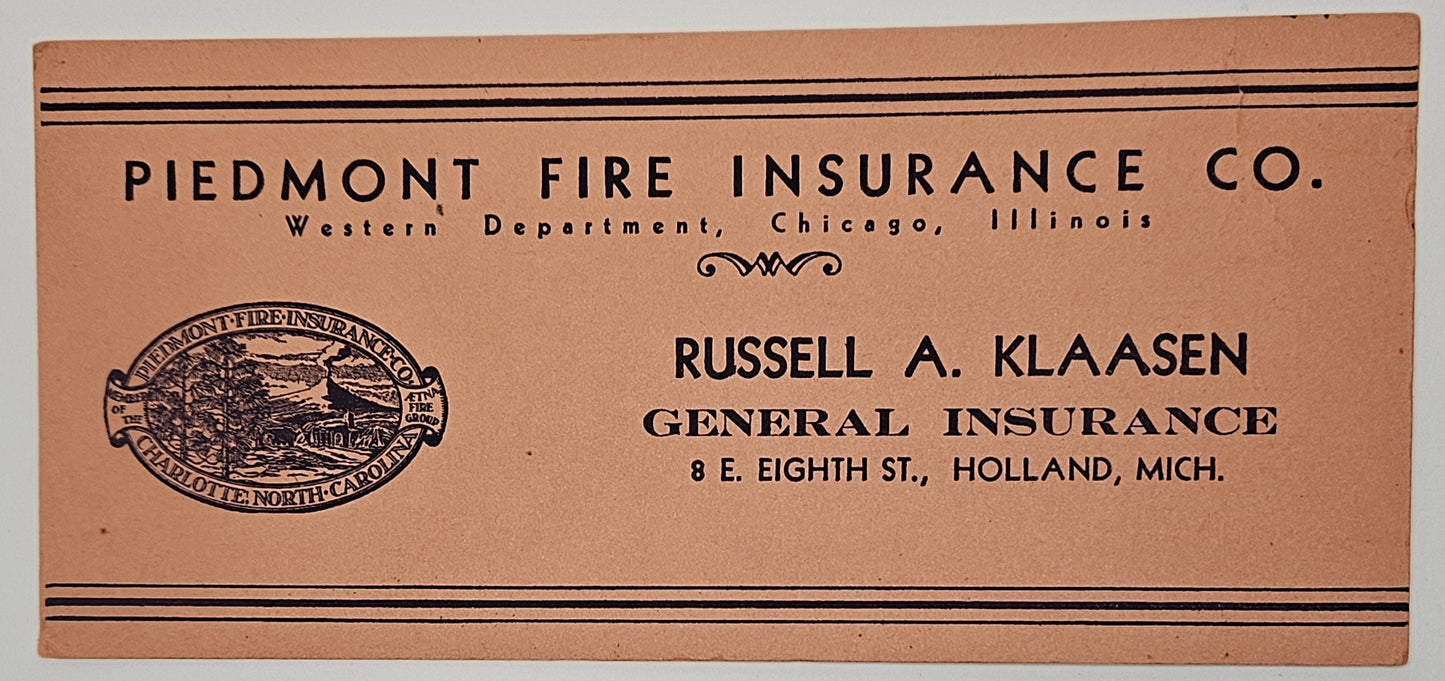 PIEDMONT FIRE INSURANCE CO.
Western Department, Chicago, Illinois
PIEDMONT·FIRE·INSURANCE·CO·
MEMBER
OF
THE
ÆTNA
FIRE
GROUP
CHARLOTTE: NORTH·CAROLINA
RUSSELL A. KLAASEN
GENERAL INSURANCE
8 E. EIGHTH ST., HOLLAND, MICH.